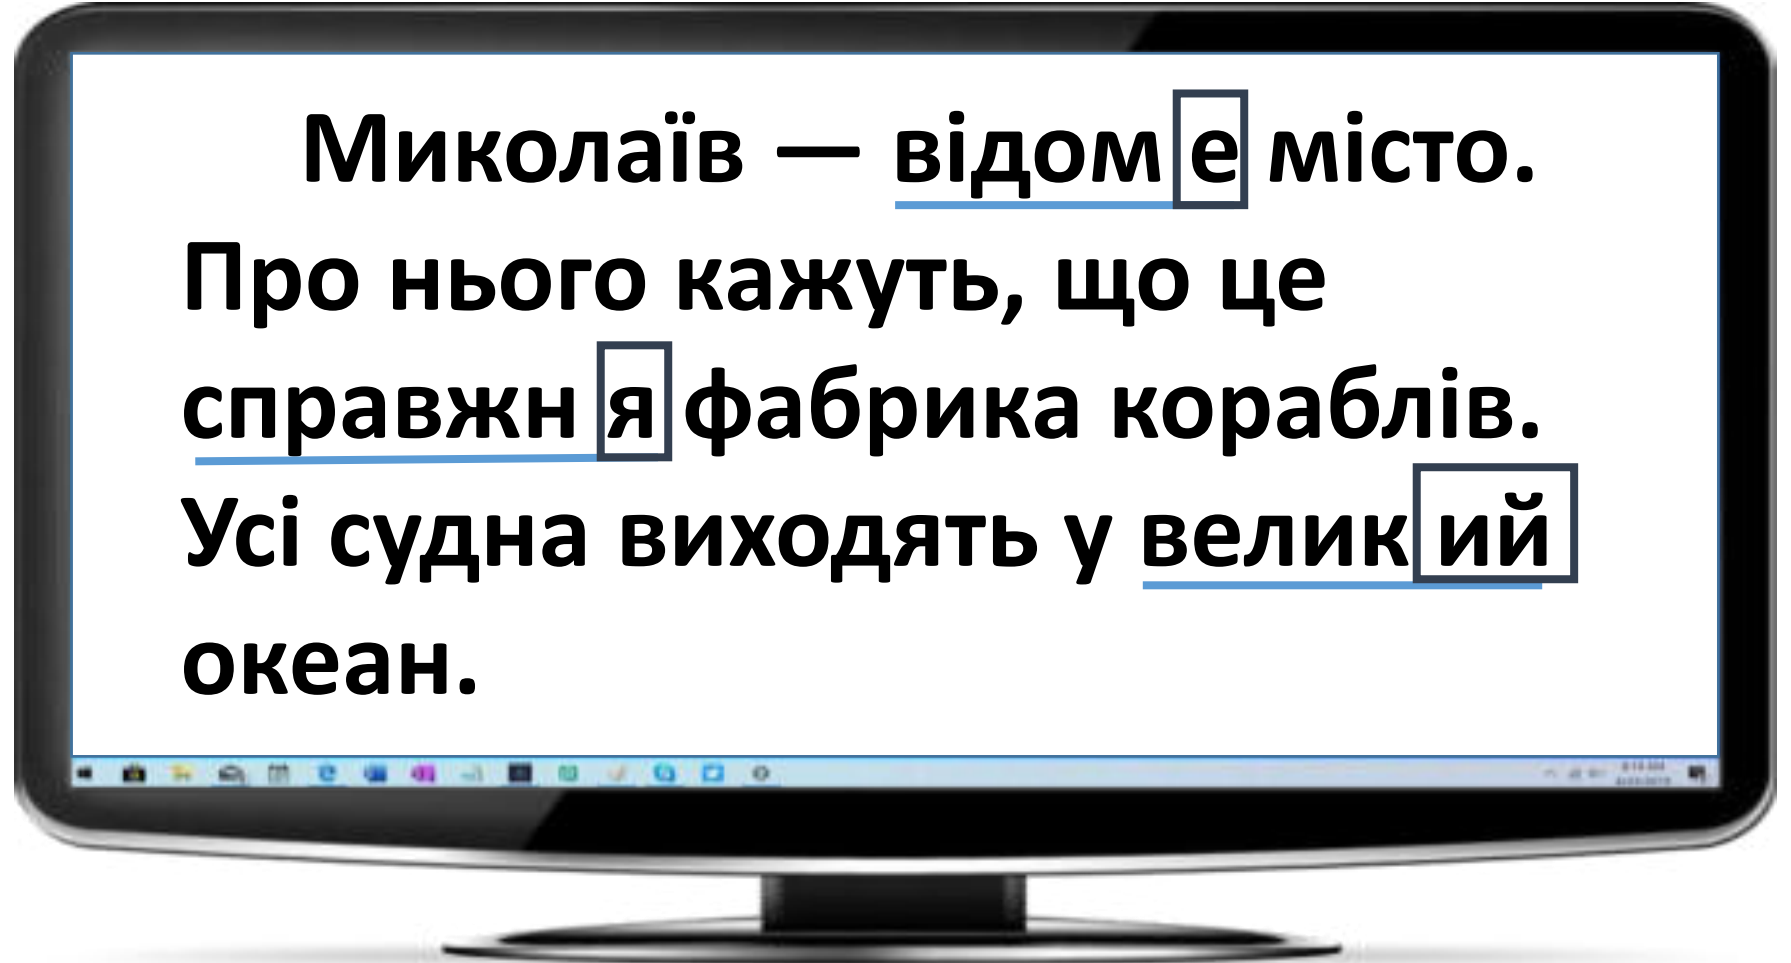 Миколаїв — відоме місто.
Про нього кажуть, що це
справжня фабрика кораблів.
Усі судна виходять у великий
океан.